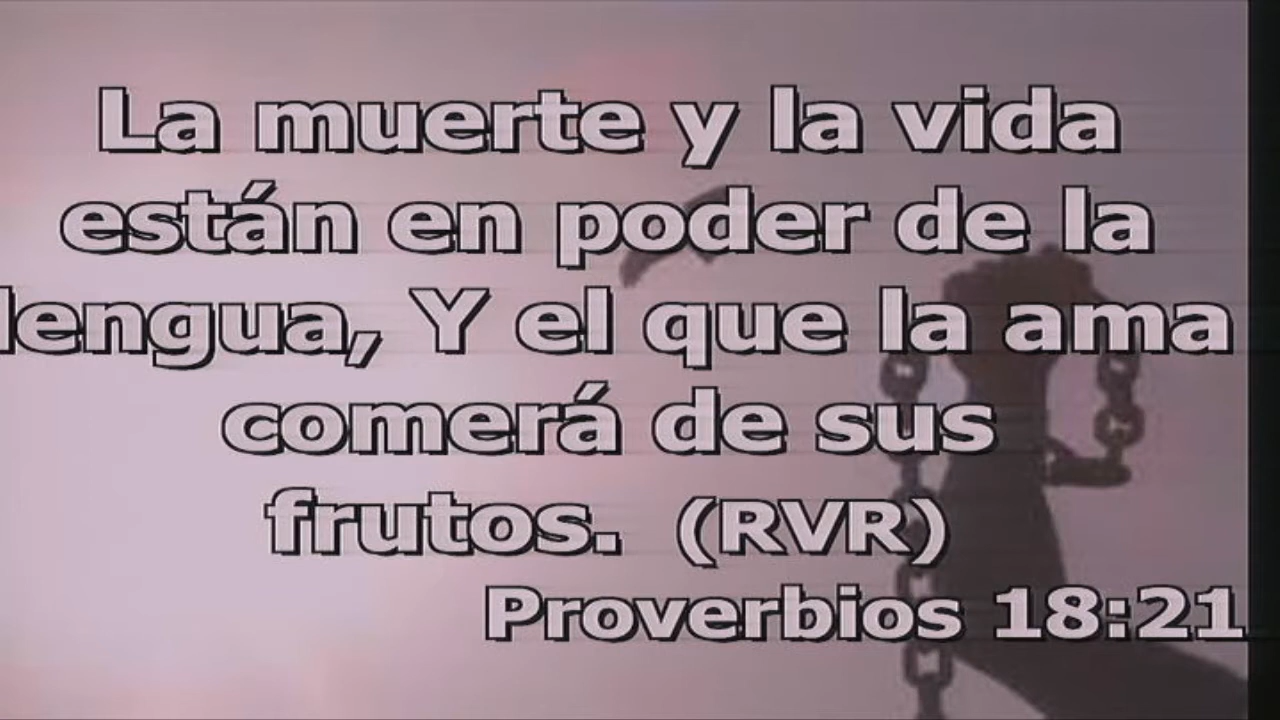 La muerte y la vida
están en poder de la
lengua, Y el que la ama
comerá de sus
frutos. (RVR)
Proverbios 18:21